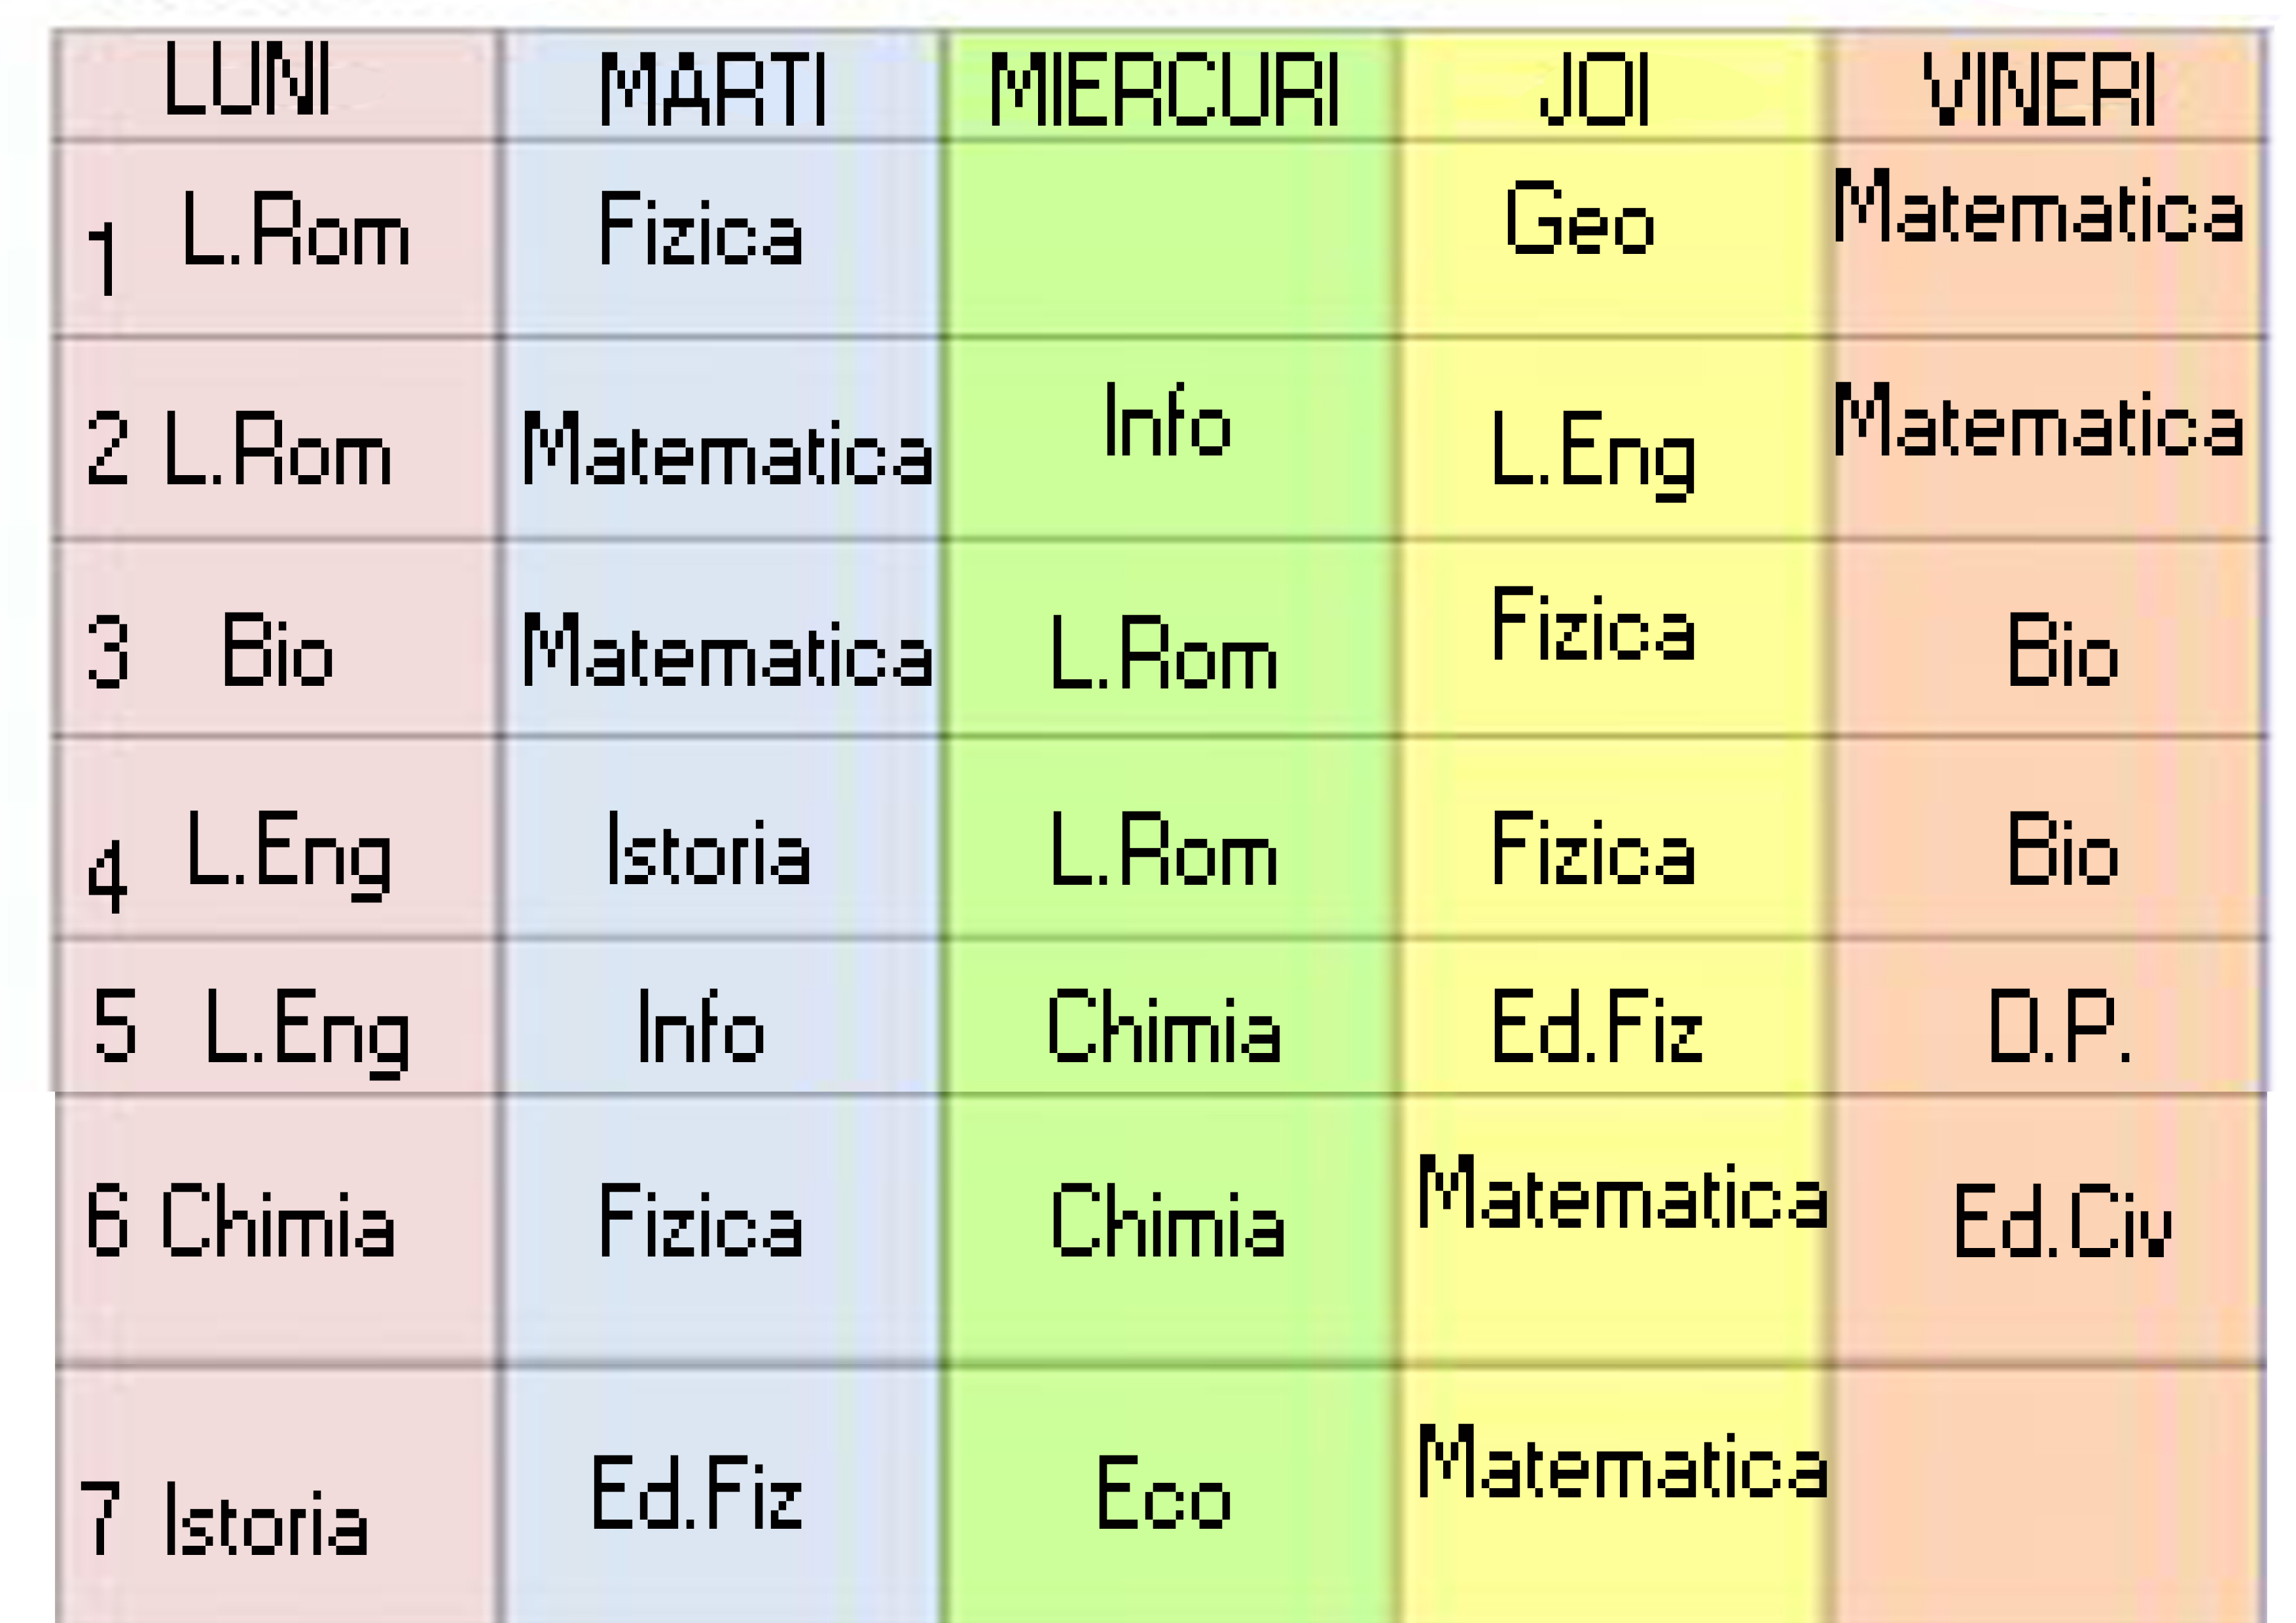 LUNI MARTI MIERCURI JOI VINERI
1 L.Rom Fizica Geo Matematica
2 L.Rom Matematica Info L.Eng Matematica
3 Bio Matematica L.Rom Fizica Bio
4 L.Eng Istoria L.Rom Fizica Bio
5 L.Eng Info Chimia Ed.Fiz D.P.
6 Chimia Fizica Chimia Matematica Ed.Civ
7 Istoria Ed.Fiz Eco Matematica